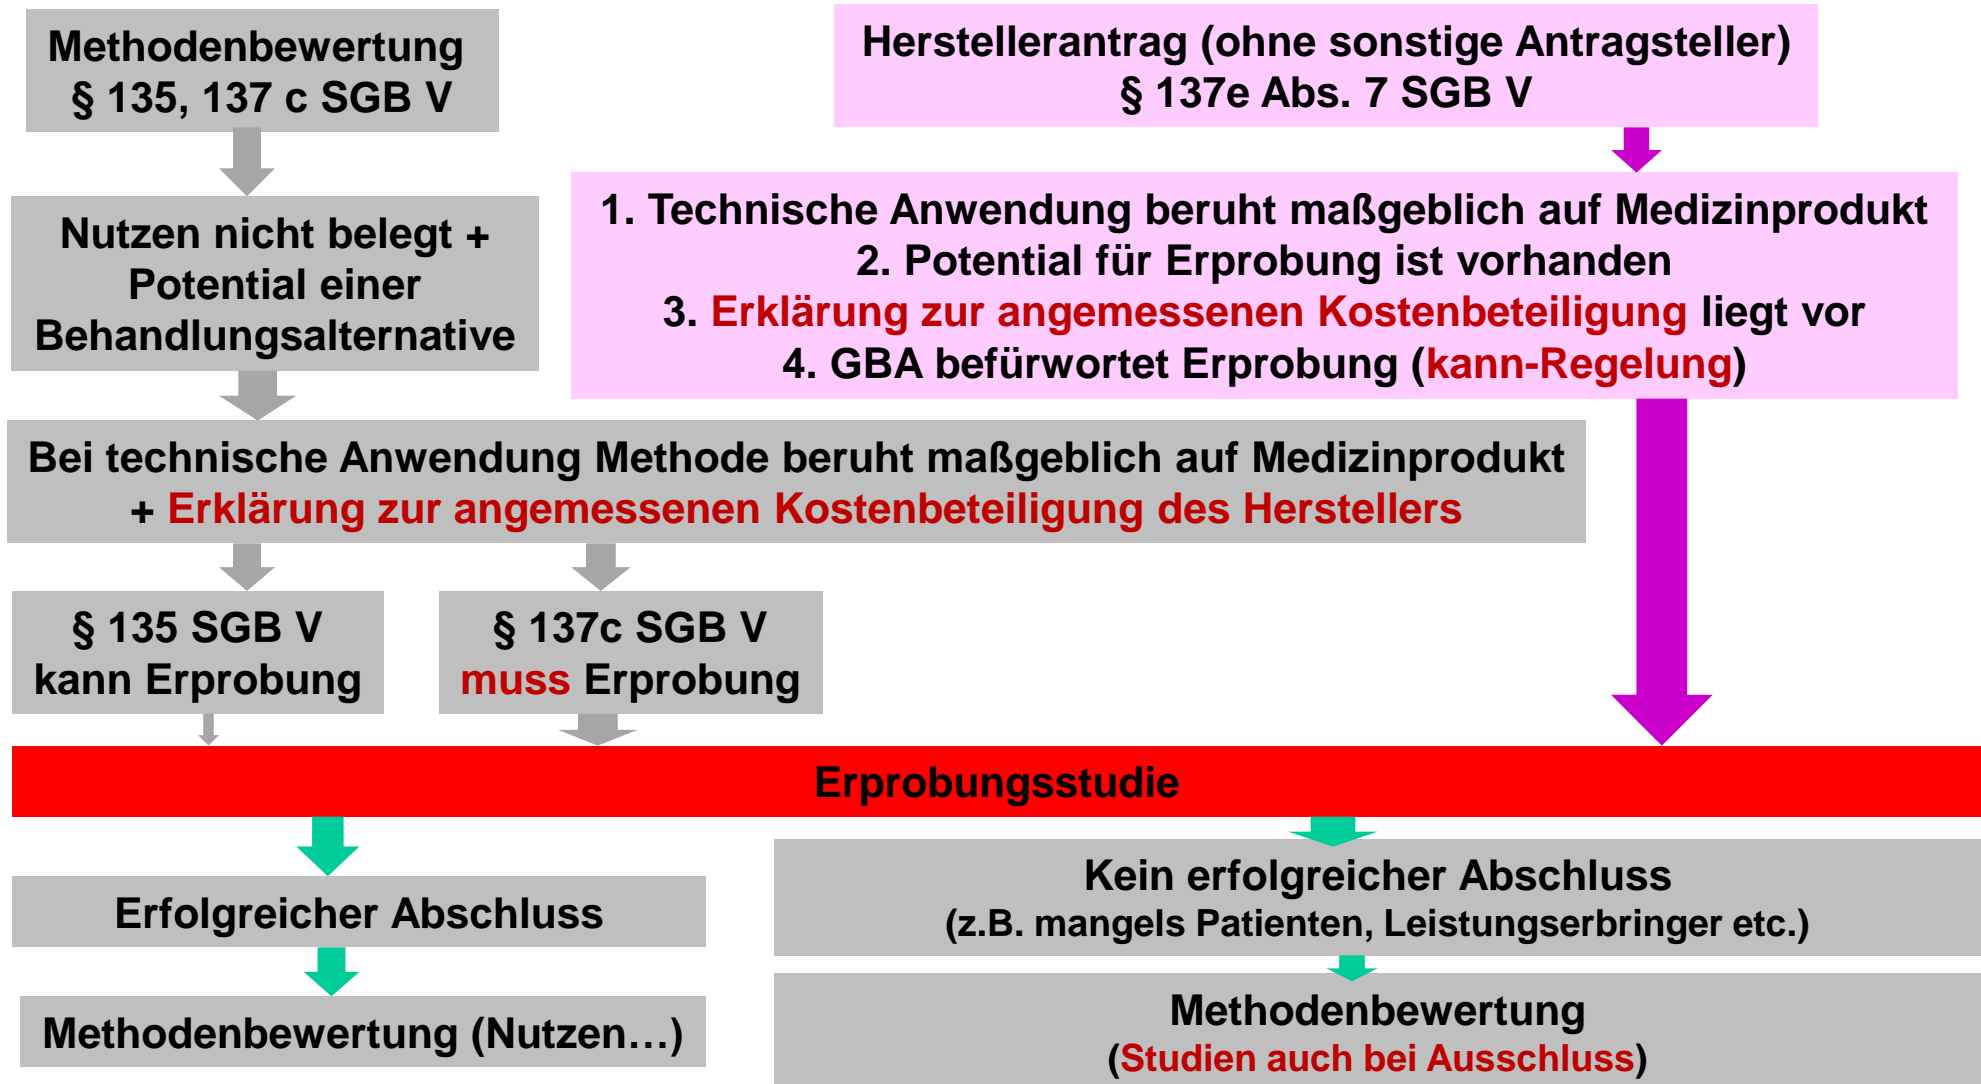 Methodenbewertung
§ 135, 137 c SGB V
Herstellerantrag (ohne sonstige Antragsteller)
§ 137e Abs. 7 SGB V
Nutzen nicht belegt +
Potential einer
Behandlungsalternative
1. Technische Anwendung beruht maßgeblich auf Medizinprodukt
2. Potential für Erprobung ist vorhanden
3. Erklärung zur angemessenen Kostenbeteiligung liegt vor
4. GBA befürwortet Erprobung (kann-Regelung)
Bei technische Anwendung Methode beruht maßgeblich auf Medizinprodukt
+ Erklärung zur angemessenen Kostenbeteiligung des Herstellers
§ 135 SGB V
kann Erprobung
§ 137c SGB V
muss Erprobung
Erprobungsstudie
Erfolgreicher Abschluss
Methodenbewertung (Nutzen…)
Kein erfolgreicher Abschluss
(z.B. mangels Patienten, Leistungserbringer etc.)
Methodenbewertung
(Studien auch bei Ausschluss)